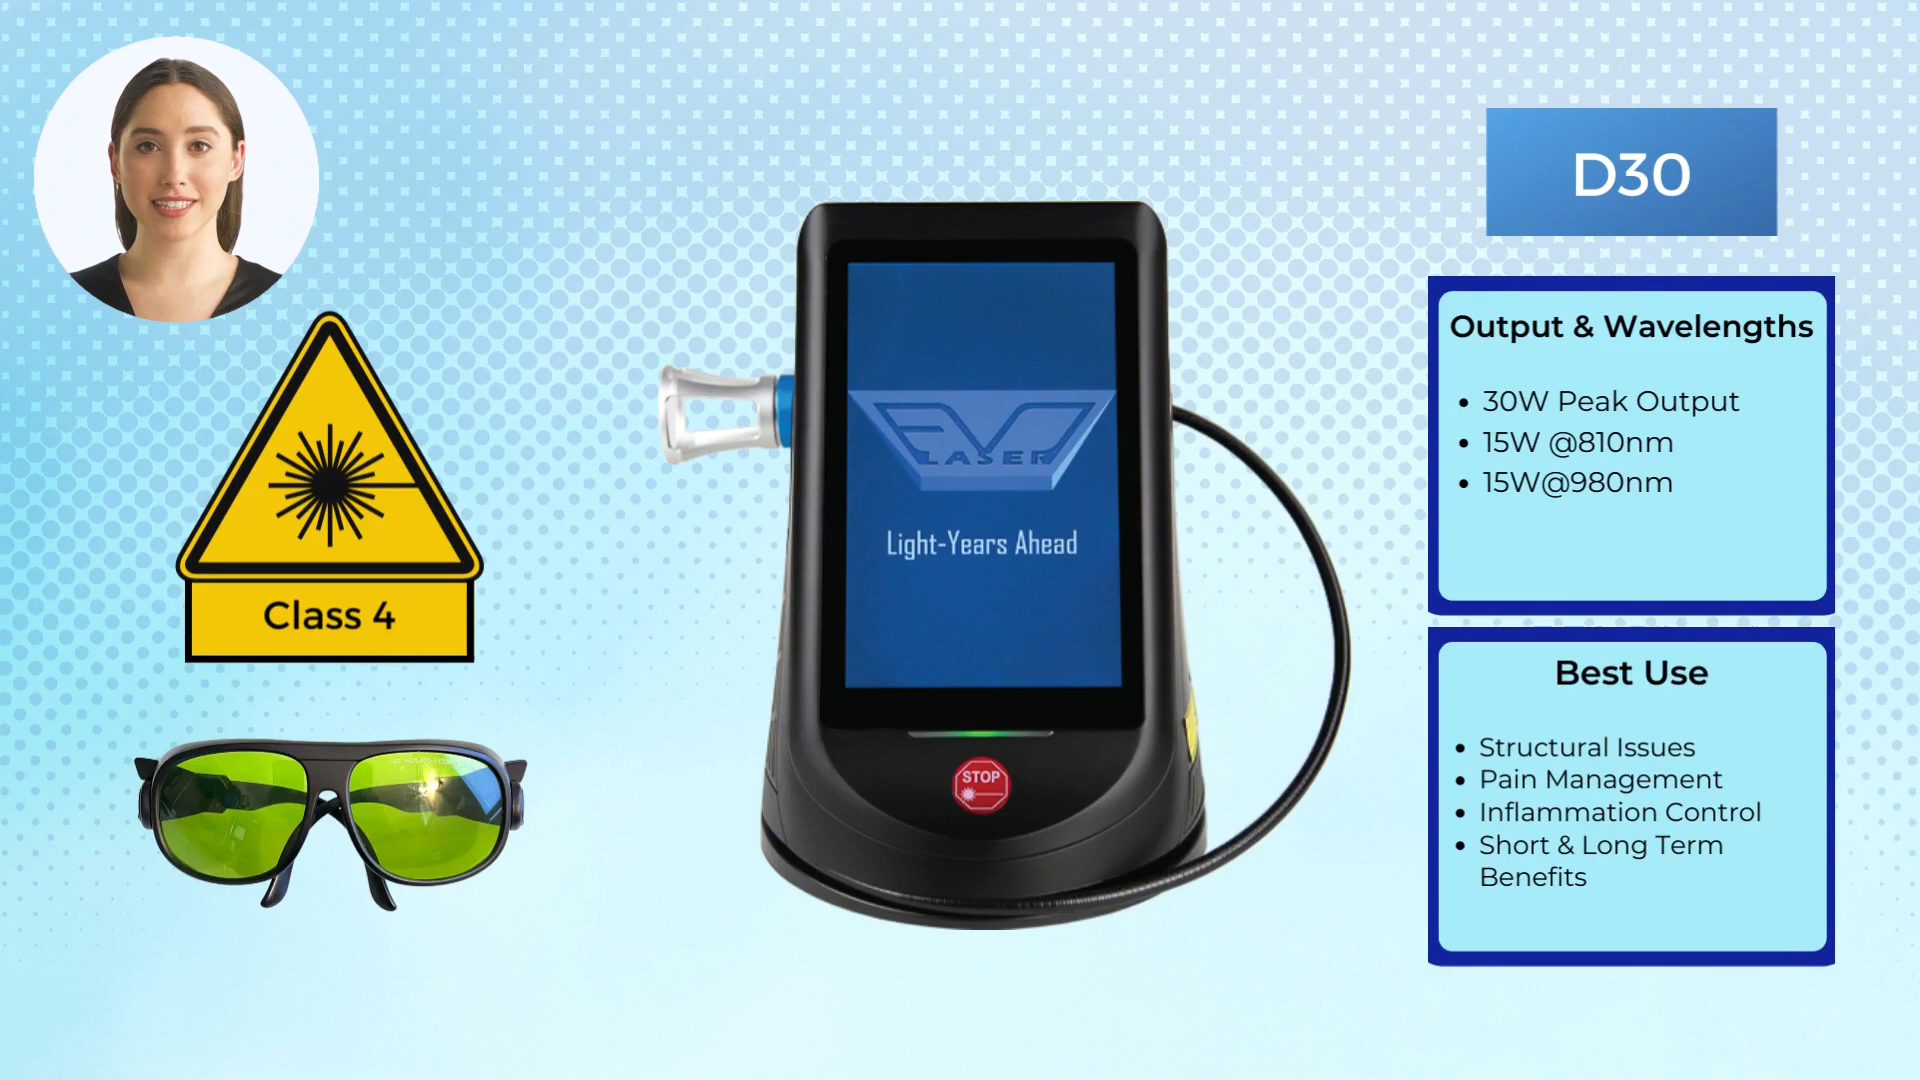 D30
Output & Wavelengths
30W Peak Output
15W @810nm
15W@980nm
Class 4
EVO
LASER
Light-Years Ahead
STOP
Best Use
Structural Issues
Pain Management
Inflammation Control
Short & Long Term
Benefits